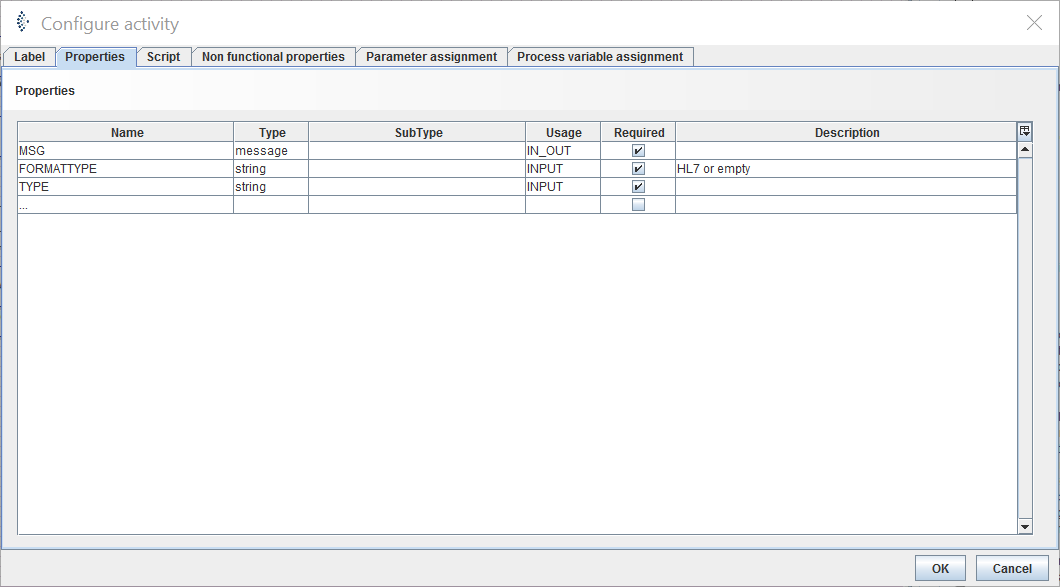 Configure activity
Label Properties Script Non functional properties Parameter assignment Process variable assignment
Properties
Name Type SubType Usage Required Description
MSG message IN_OUT
FORMATTYPE string INPUT HL7 or empty
TYPE string INPUT
...
OK Cancel